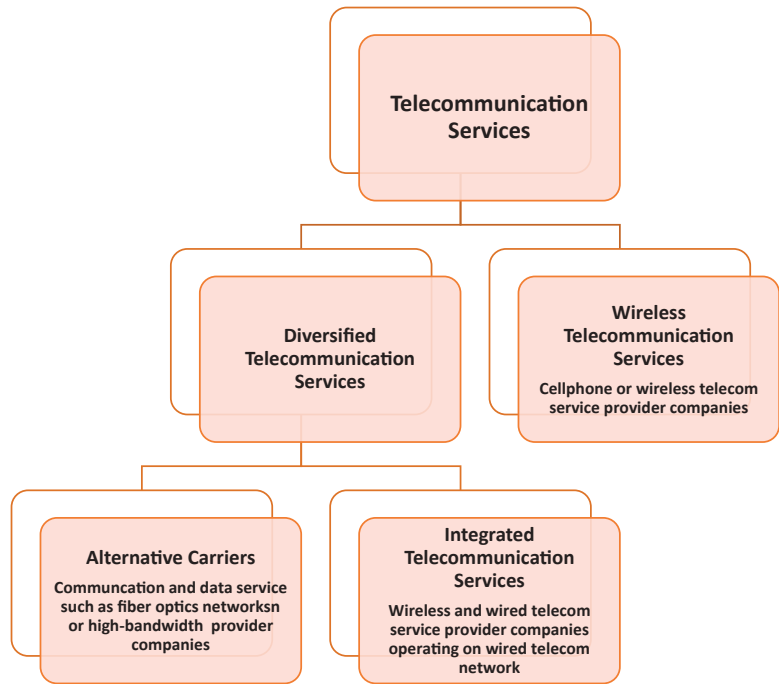 Telecommunication
Services
Diversified
Telecommunication
Services
Wireless
Telecommunication
Services
Cellphone or wireless telecom
service provider companies
Alternative Carriers
Communcation and data service
such as fiber optics networksn
or high-bandwidth provider
companies
Integrated
Telecommunication
Services
Wireless and wired telecom
service provider companies
operating on wired telecom
network